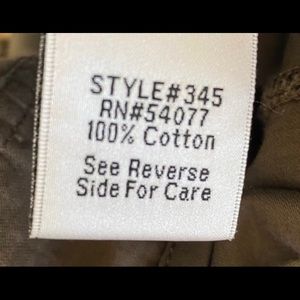 STYLE#345
RN#54077
100% Cotton
See Reverse
Side For Care